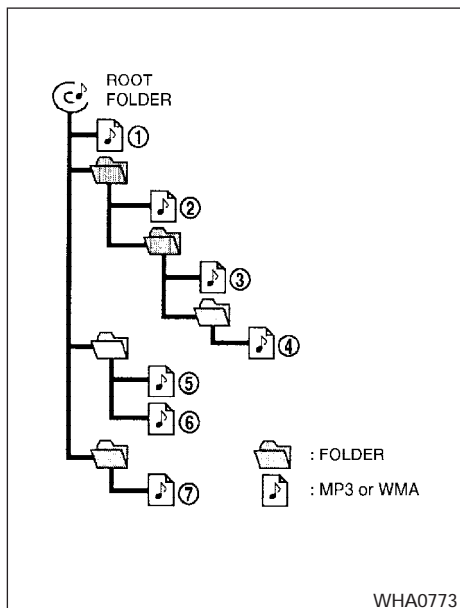 ROOT
FOLDER
①
②
③
④
⑤
⑥
⑦
: FOLDER
: MP3 or WMA
WHA0773